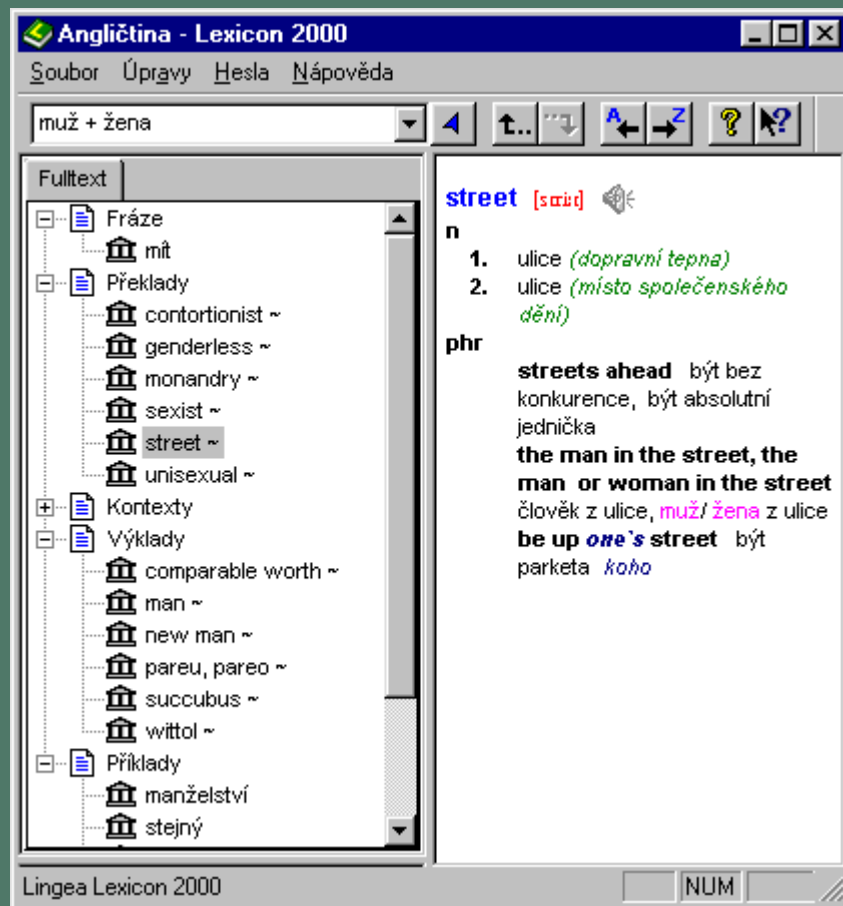 Angličtina - Lexicon 2000
Soubor Úpravy Hesla Nápověda
muž + žena
Fulltext
Fráze
mít
Překlady
contortionist ~
genderless ~
monandry ~
sexist ~
street ~
unisexual ~
Kontexty
Výklady
comparable worth ~
man ~
new man ~
pareu, pareo ~
succubus ~
wittol ~
Příklady
manželství
stejný
street
n
1. ulice (dopravní tepna)
2. ulice (místo společenského
dění)
phr
streets ahead být bez
konkurence, být absolutní
jednička
the man in the street, the
man or woman in the street
člověk z ulice, muž/ žena z ulice
be up one`s street být
parketa koho
Lingea Lexicon 2000
NUM